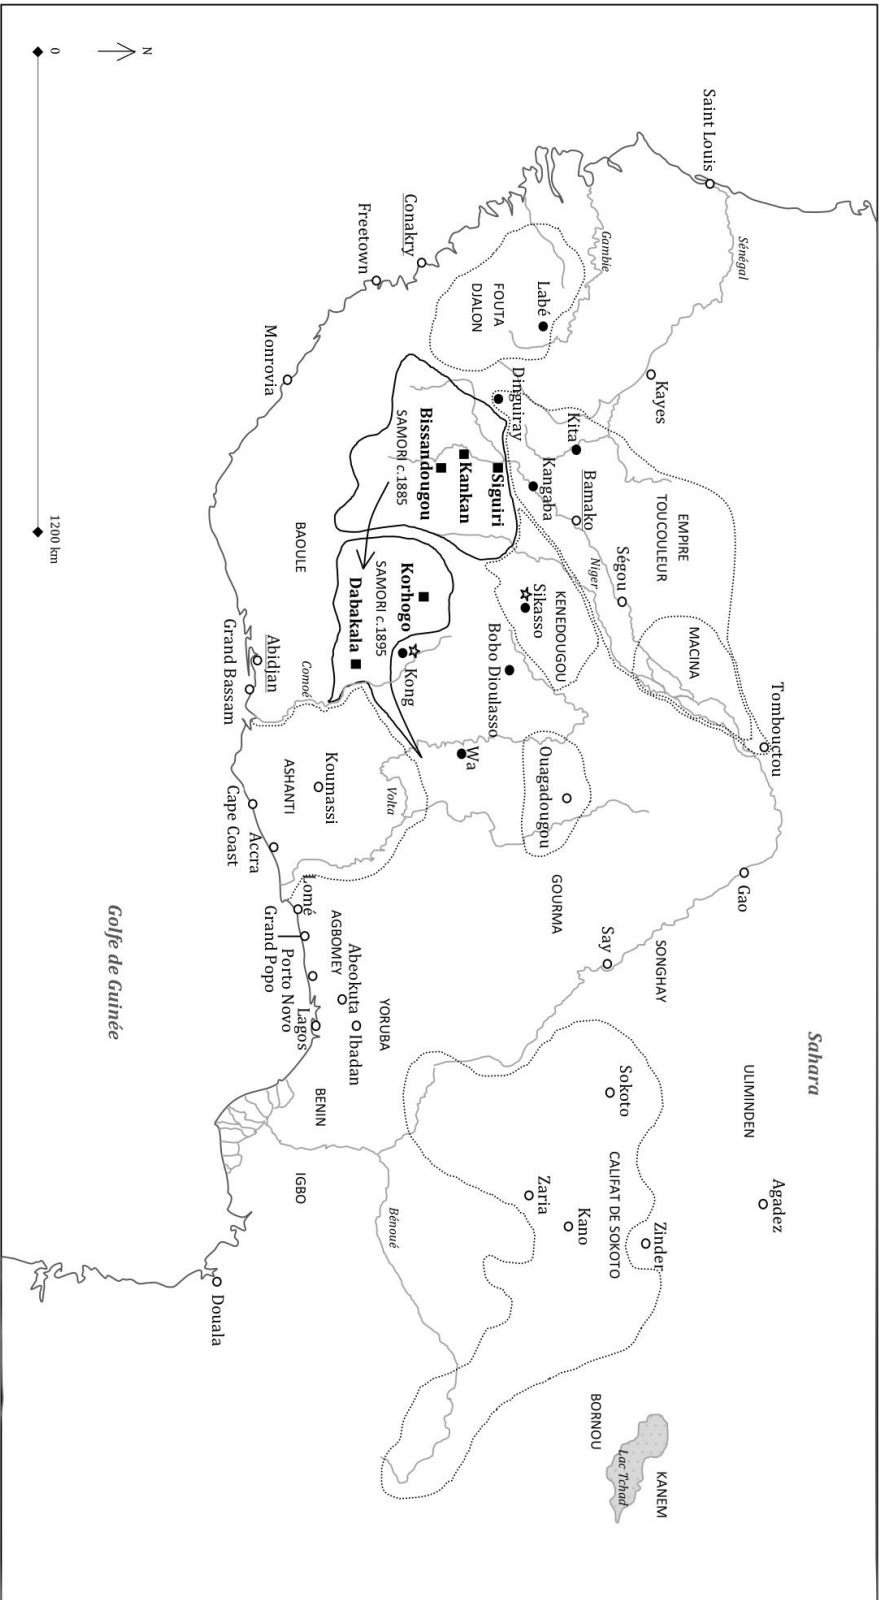 N
0
1200 km
Saint Louis
Sénégal
Gambie
Conakry
Freetown
Monrovia
Labé
FOUTA
DJALON
Kayes
Dinguiray
Kita
Kangaba
Bamako
Siguiri
Kankan
Bissandougou
SAMORI c.1885
EMPIRE
TOUCOULEUR
Ségou
Niger
MACINA
Tombouctou
KENEDOUGOU
Sikasso
Bobo Dioulasso
Korhogo
SAMORI c.1895
Dabakala
Kong
BAOULE
Comoé
Abidjan
Grand Bassam
Wa
Ouagadougou
Volta
Koumassi
ASHANTI
Cape Coast
Accra
Gao
GOURMA
Say
SONGHAY
Lomé
Grand Popo
AGBOMEY
Porto Novo
Abeokuta
Lagos
Ibadan
YORUBA
BENIN
IGBO
Golfe de Guinée
Sahara
ULIMINDEN
Agadez
Sokoto
CALIFAT DE SOKOTO
Zinder
Kano
Zaria
Bénoué
Douala
BORNOU
KANEM
Lac Tchad